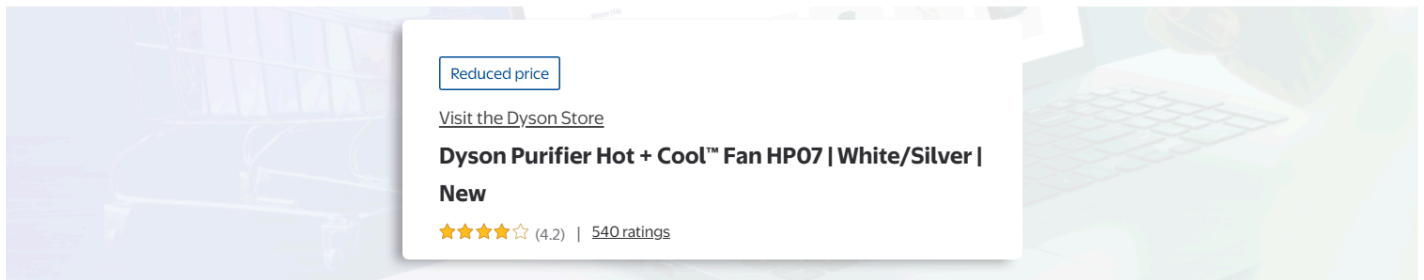 Reduced price
Visit the Dyson Store
Dyson Purifier Hot + Cool™ Fan HP07 | White/Silver |
New
(4.2) | 540 ratings